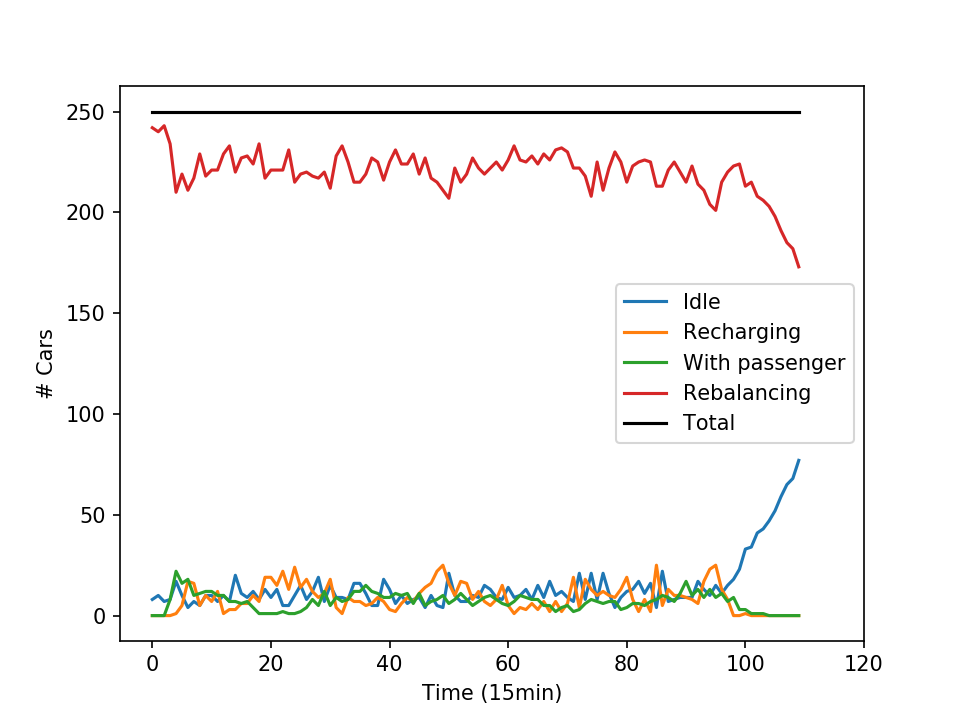 250
200
150
100
50
0
# Cars
Idle
Recharging
With passenger
Rebalancing
Total
0 20 40 60 80 100 120
Time (15min)